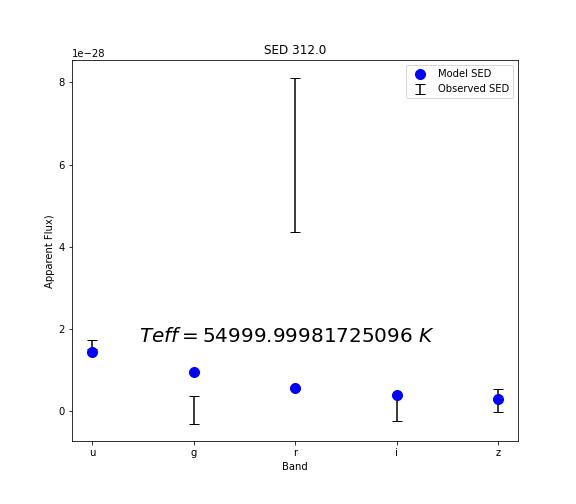 SED 312.0
1e−28
Model SED
Observed SED
8
6
4
2
0
Apparent Flux)
Teff = 54999.99981725096 K
u g r i z
Band